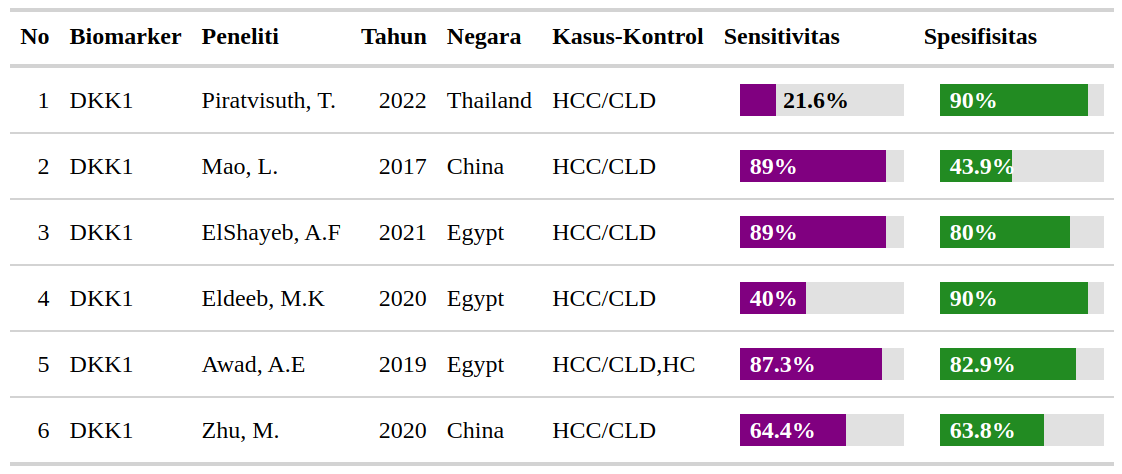 No Biomarker Peneliti Tahun Negara Kasus-Kontrol Sensitivitas Spesifisitas
1 DKK1 Piratvisuth, T. 2022 Thailand HCC/CLD 21.6% 90%
2 DKK1 Mao, L. 2017 China HCC/CLD 89% 43.9%
3 DKK1 ElShayeb, A.F 2021 Egypt HCC/CLD 89% 80%
4 DKK1 Eldeeb, M.K 2020 Egypt HCC/CLD 40% 90%
5 DKK1 Awad, A.E 2019 Egypt HCC/CLD,HC 87.3% 82.9%
6 DKK1 Zhu, M. 2020 China HCC/CLD 64.4% 63.8%